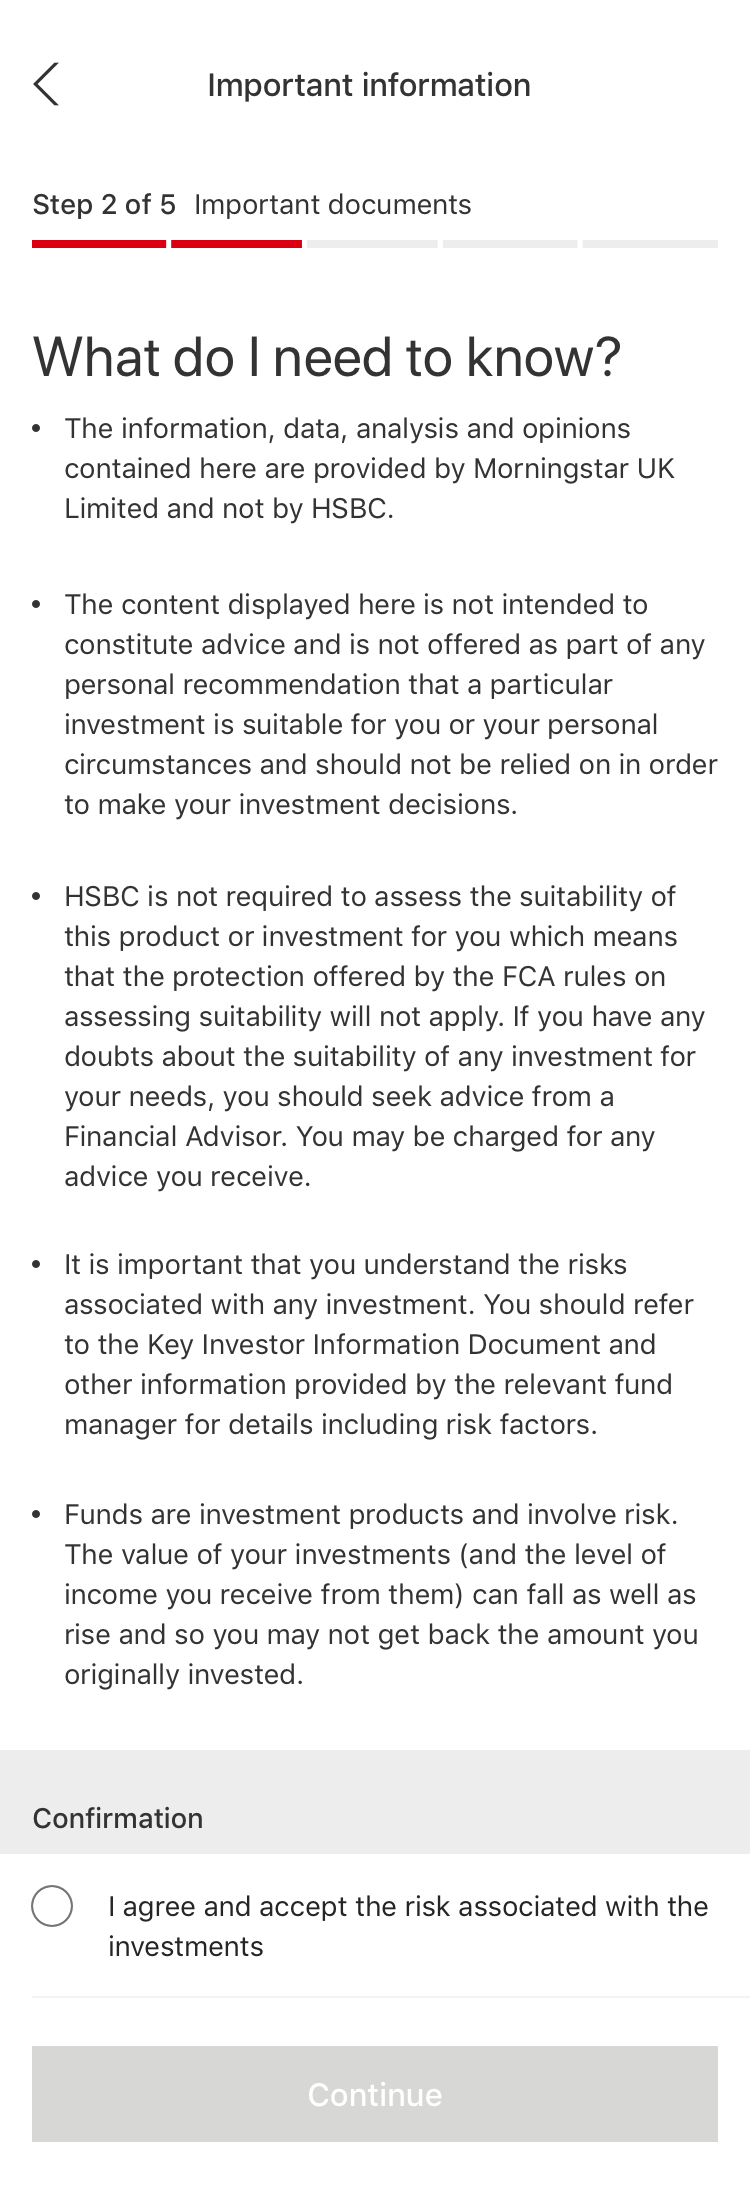 Important information
Step 2 of 5 Important documents
What do I need to know?
• The information, data, analysis and opinions
contained here are provided by Morningstar UK
Limited and not by HSBC.
• The content displayed here is not intended to
constitute advice and is not offered as part of any
personal recommendation that a particular
investment is suitable for you or your personal
circumstances and should not be relied on in order
to make your investment decisions.
• HSBC is not required to assess the suitability of
this product or investment for you which means
that the protection offered by the FCA rules on
assessing suitability will not apply. If you have any
doubts about the suitability of any investment for
your needs, you should seek advice from a
Financial Advisor. You may be charged for any
advice you receive.
• It is important that you understand the risks
associated with any investment. You should refer
to the Key Investor Information Document and
other information provided by the relevant fund
manager for details including risk factors.
• Funds are investment products and involve risk.
The value of your investments (and the level of
income you receive from them) can fall as well as
rise and so you may not get back the amount you
originally invested.
Confirmation
I agree and accept the risk associated with the
investments
Continue